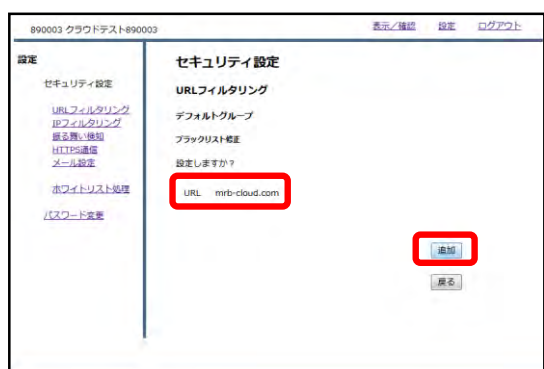 890003 クラウドテスト890003
表示/確認 設定 ログアウト
設定
セキュリティ設定
URLフィルタリング
IPフィルタリング
振る舞い検知
HTTPS通信
メール設定
ホワイトリスト処理
パスワード変更
セキュリティ設定
URLフィルタリング
デフォルトグループ
ブラックリスト修正
設定しますか?
URL mrb-cloud.com
追加
戻る